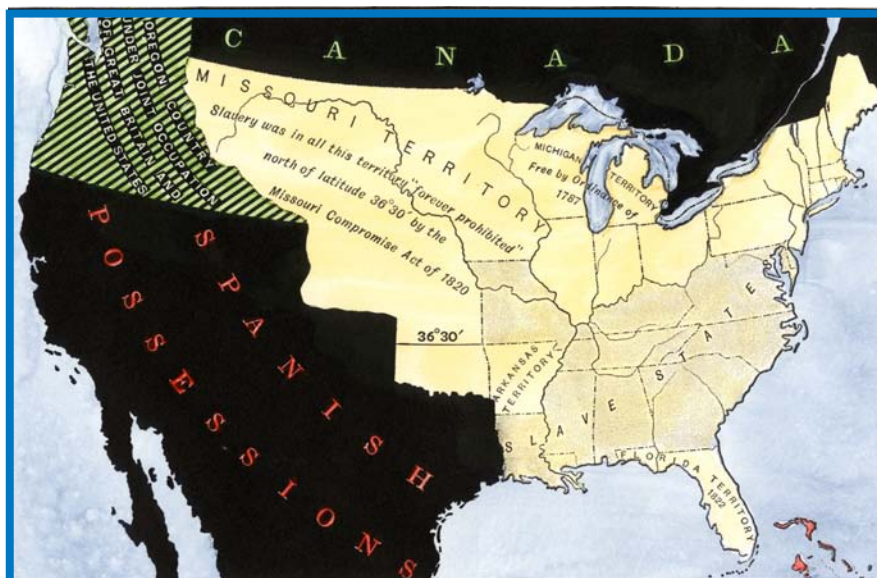 CANADA
OREGON COUNTRY
UNDER JOINT OCCUPATION
OF GREAT BRITAIN AND
THE UNITED STATES
MISSOURI TERRITORY
Slavery was in all this territory "forever prohibited"
north of latitude 36°30' by the
Missouri Compromise Act of 1820
MICHIGAN
TERRITORY
Free by Ordinance of
1787
SPANISH
POSSESSIONS
36°30'
ARKANSAS
TERRITORY
SLAVE STATES
FLORIDA TERRITORY
1822